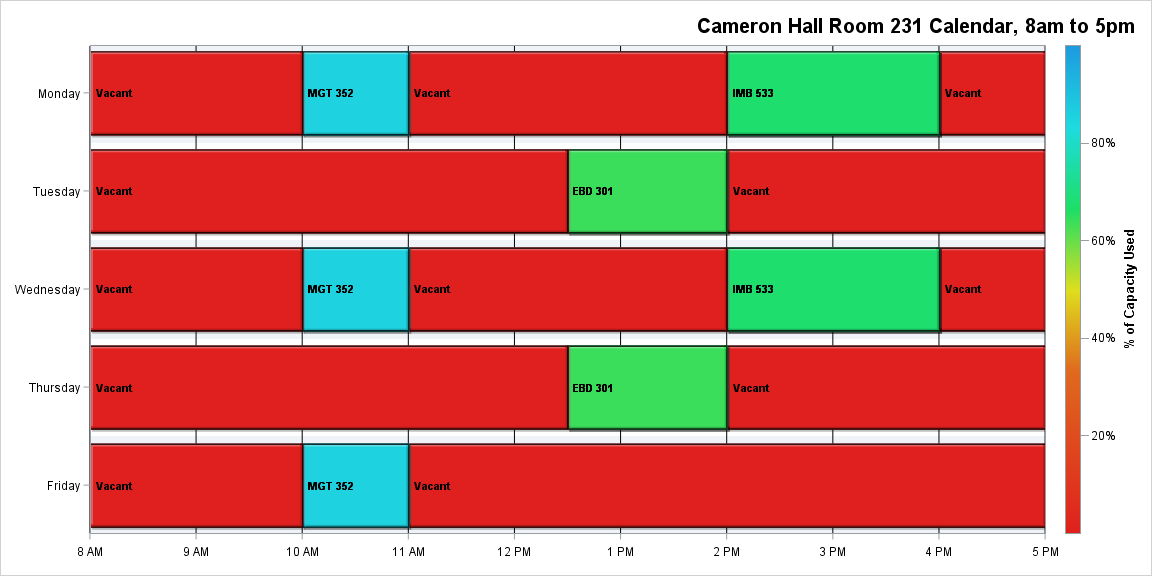 Cameron Hall Room 231 Calendar, 8am to 5pm
Monday Vacant MGT 352 Vacant IMB 533 Vacant
80%
Tuesday Vacant EBD 301 Vacant
60%
% of Capacity Used
Wednesday Vacant MGT 352 Vacant IMB 533 Vacant
40%
Thursday Vacant EBD 301 Vacant
20%
Friday Vacant MGT 352 Vacant
8 AM 9 AM 10 AM 11 AM 12 PM 1 PM 2 PM 3 PM 4 PM 5 PM